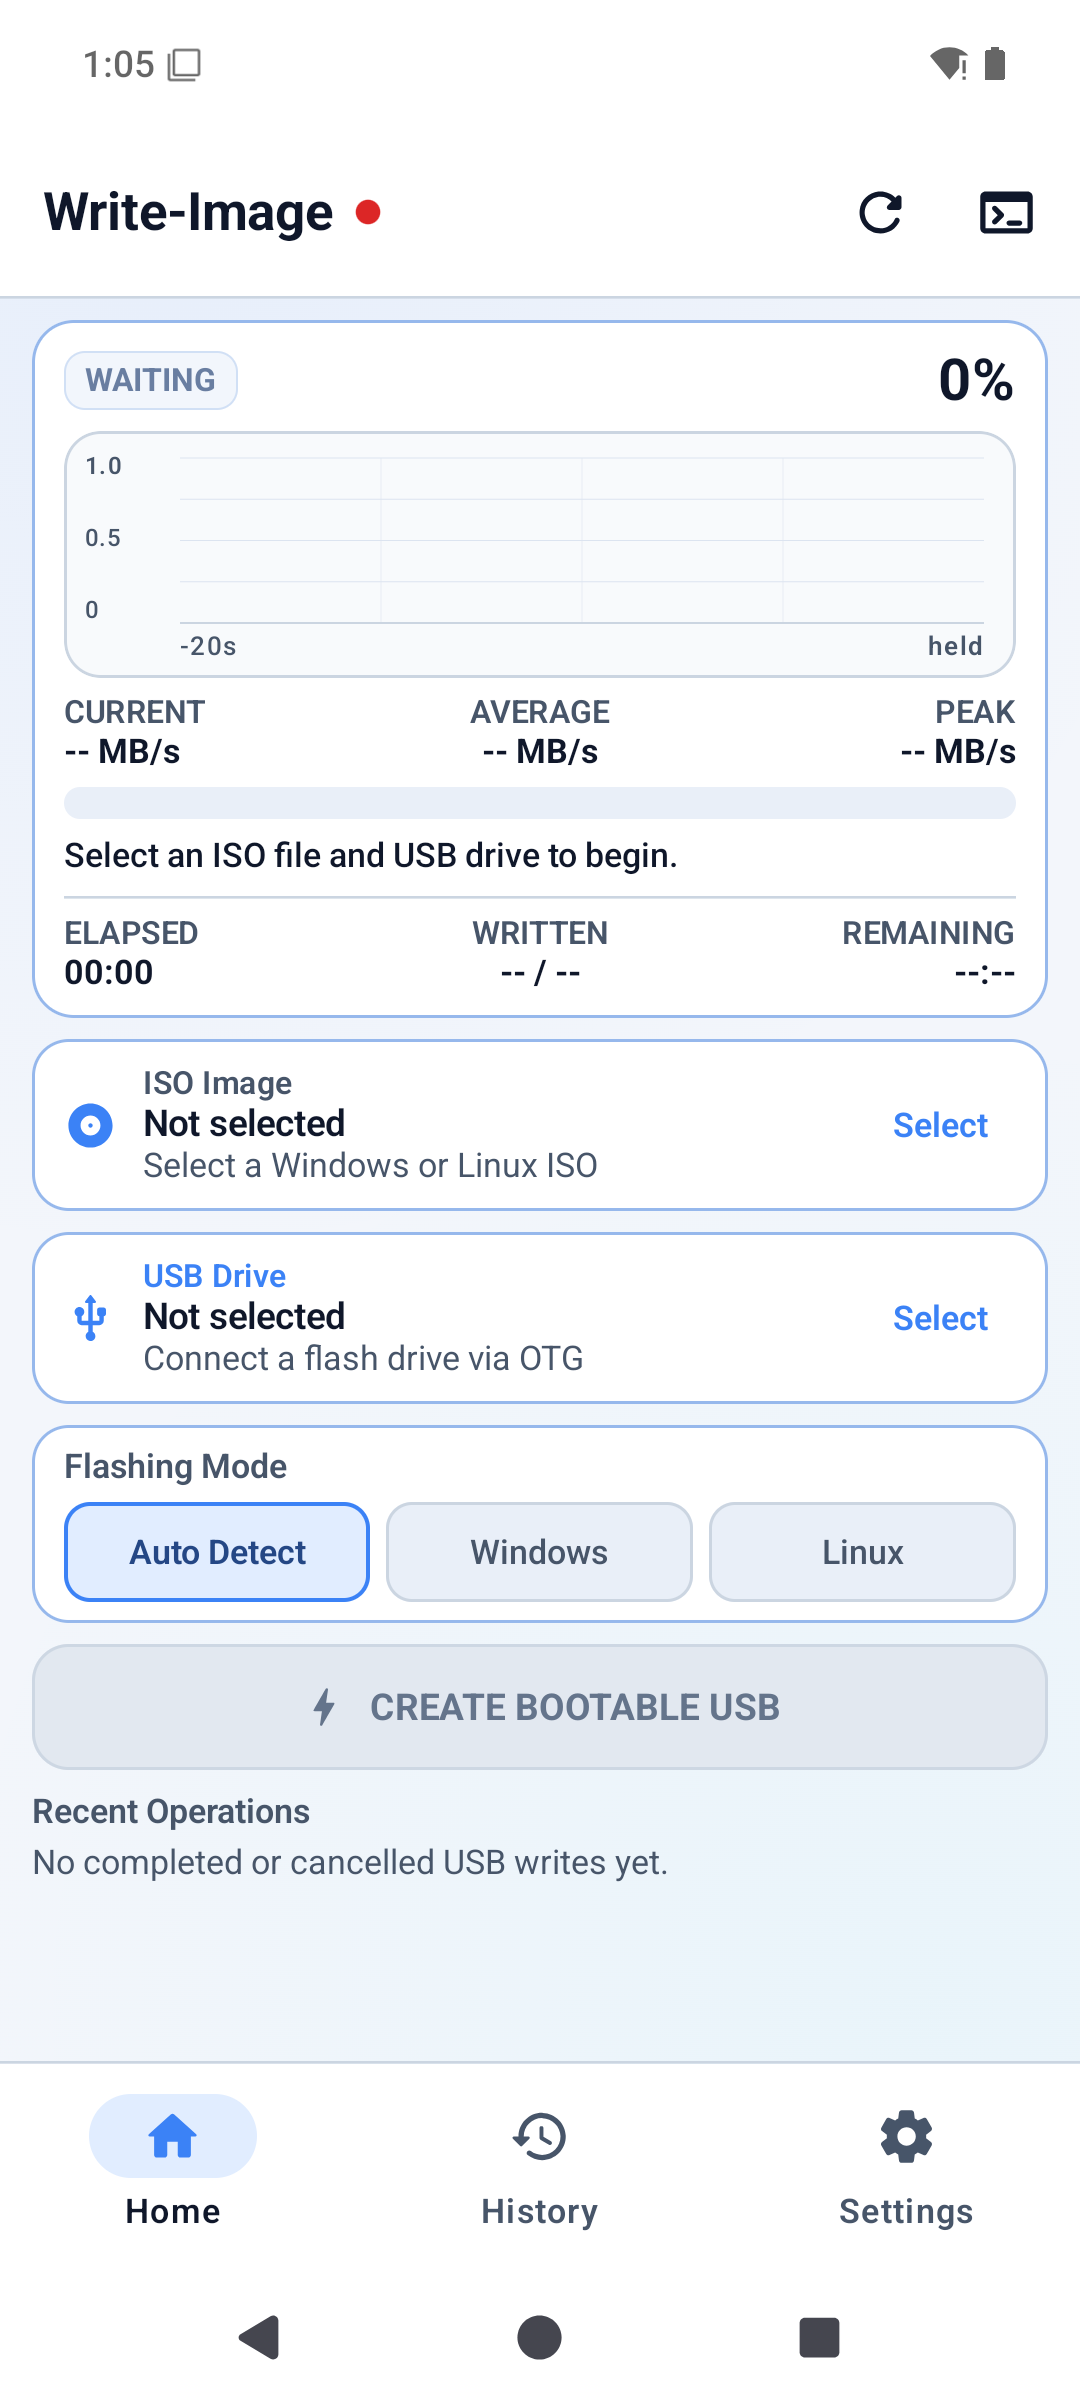 1:05
Write-Image
WAITING
0%
1.0
0.5
0
-20s
held
CURRENT
AVERAGE
PEAK
-- MB/s
-- MB/s
-- MB/s
Select an ISO file and USB drive to begin.
ELAPSED
WRITTEN
REMAINING
00:00
-- / --
--:--
ISO Image
Not selected
Select a Windows or Linux ISO
Select
USB Drive
Not selected
Connect a flash drive via OTG
Select
Flashing Mode
Auto Detect
Windows
Linux
CREATE BOOTABLE USB
Recent Operations
No completed or cancelled USB writes yet.
Home
History
Settings